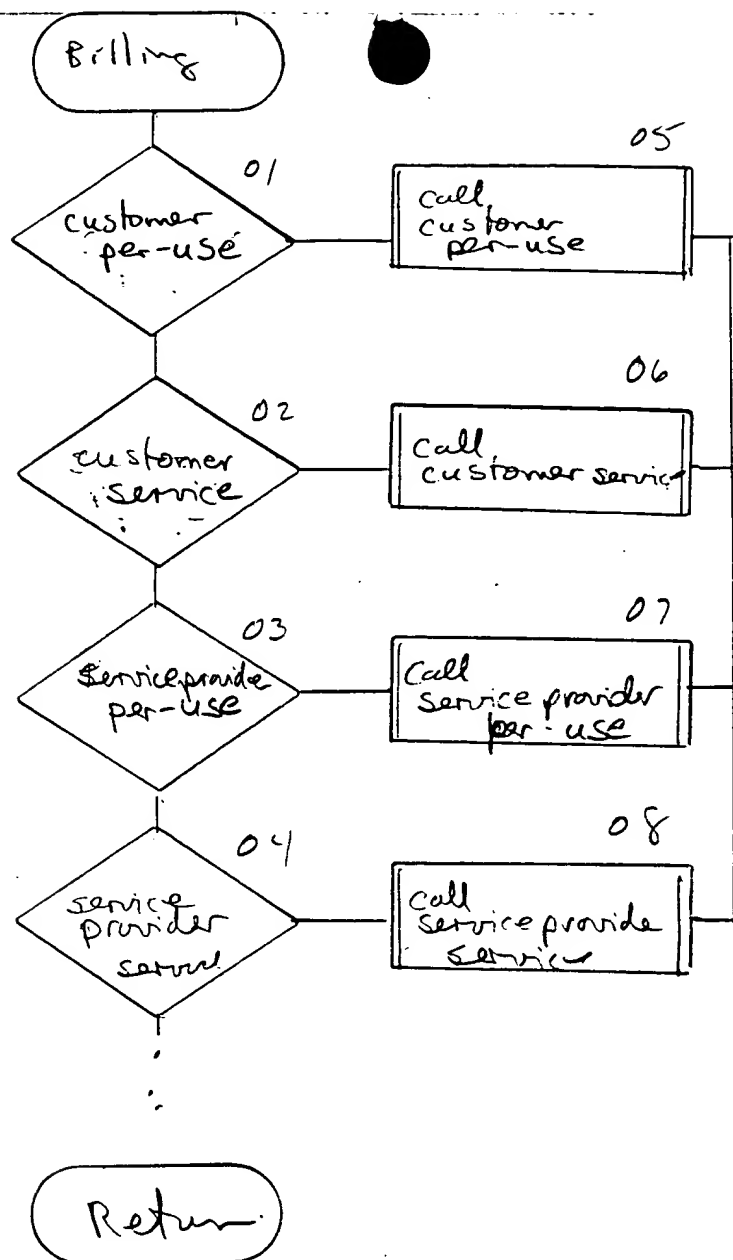 Billing
01
customer
per-use
05
call
customer
per-use
02
customer
service
06
call
customer service
03
service provide
per-use
07
call
service provider
per-use
04
service
provider
service
08
call
service provide
service
Return